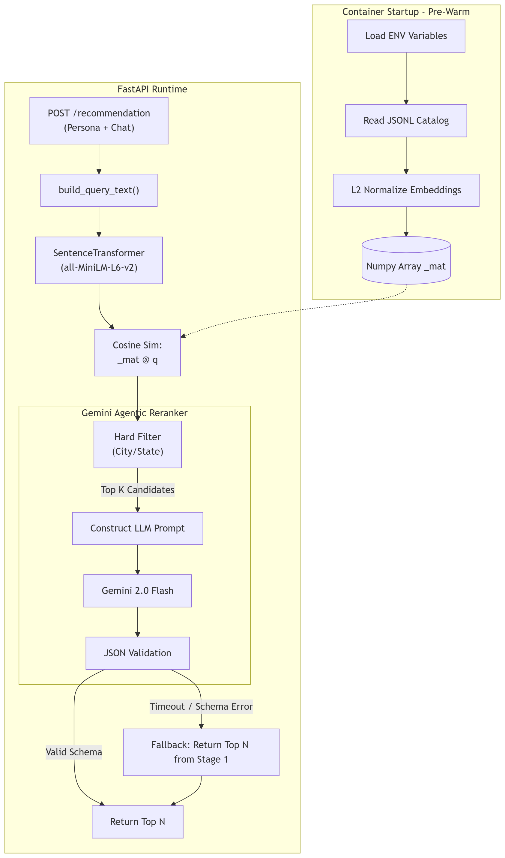 Container Startup - Pre-Warm
Load ENV Variables
Read JSONL Catalog
L2 Normalize Embeddings
Numpy Array _mat
FastAPI Runtime
POST /recommendation
(Persona + Chat)
build_query_text()
SentenceTransformer
(all-MiniLM-L6-v2)
Cosine Sim:
_mat @ q
Gemini Agentic Reranker
Hard Filter
(City/State)
Top K Candidates
Construct LLM Prompt
Gemini 2.0 Flash
JSON Validation
Timeout / Schema Error
Valid Schema
Fallback: Return Top N
from Stage 1
Return Top N